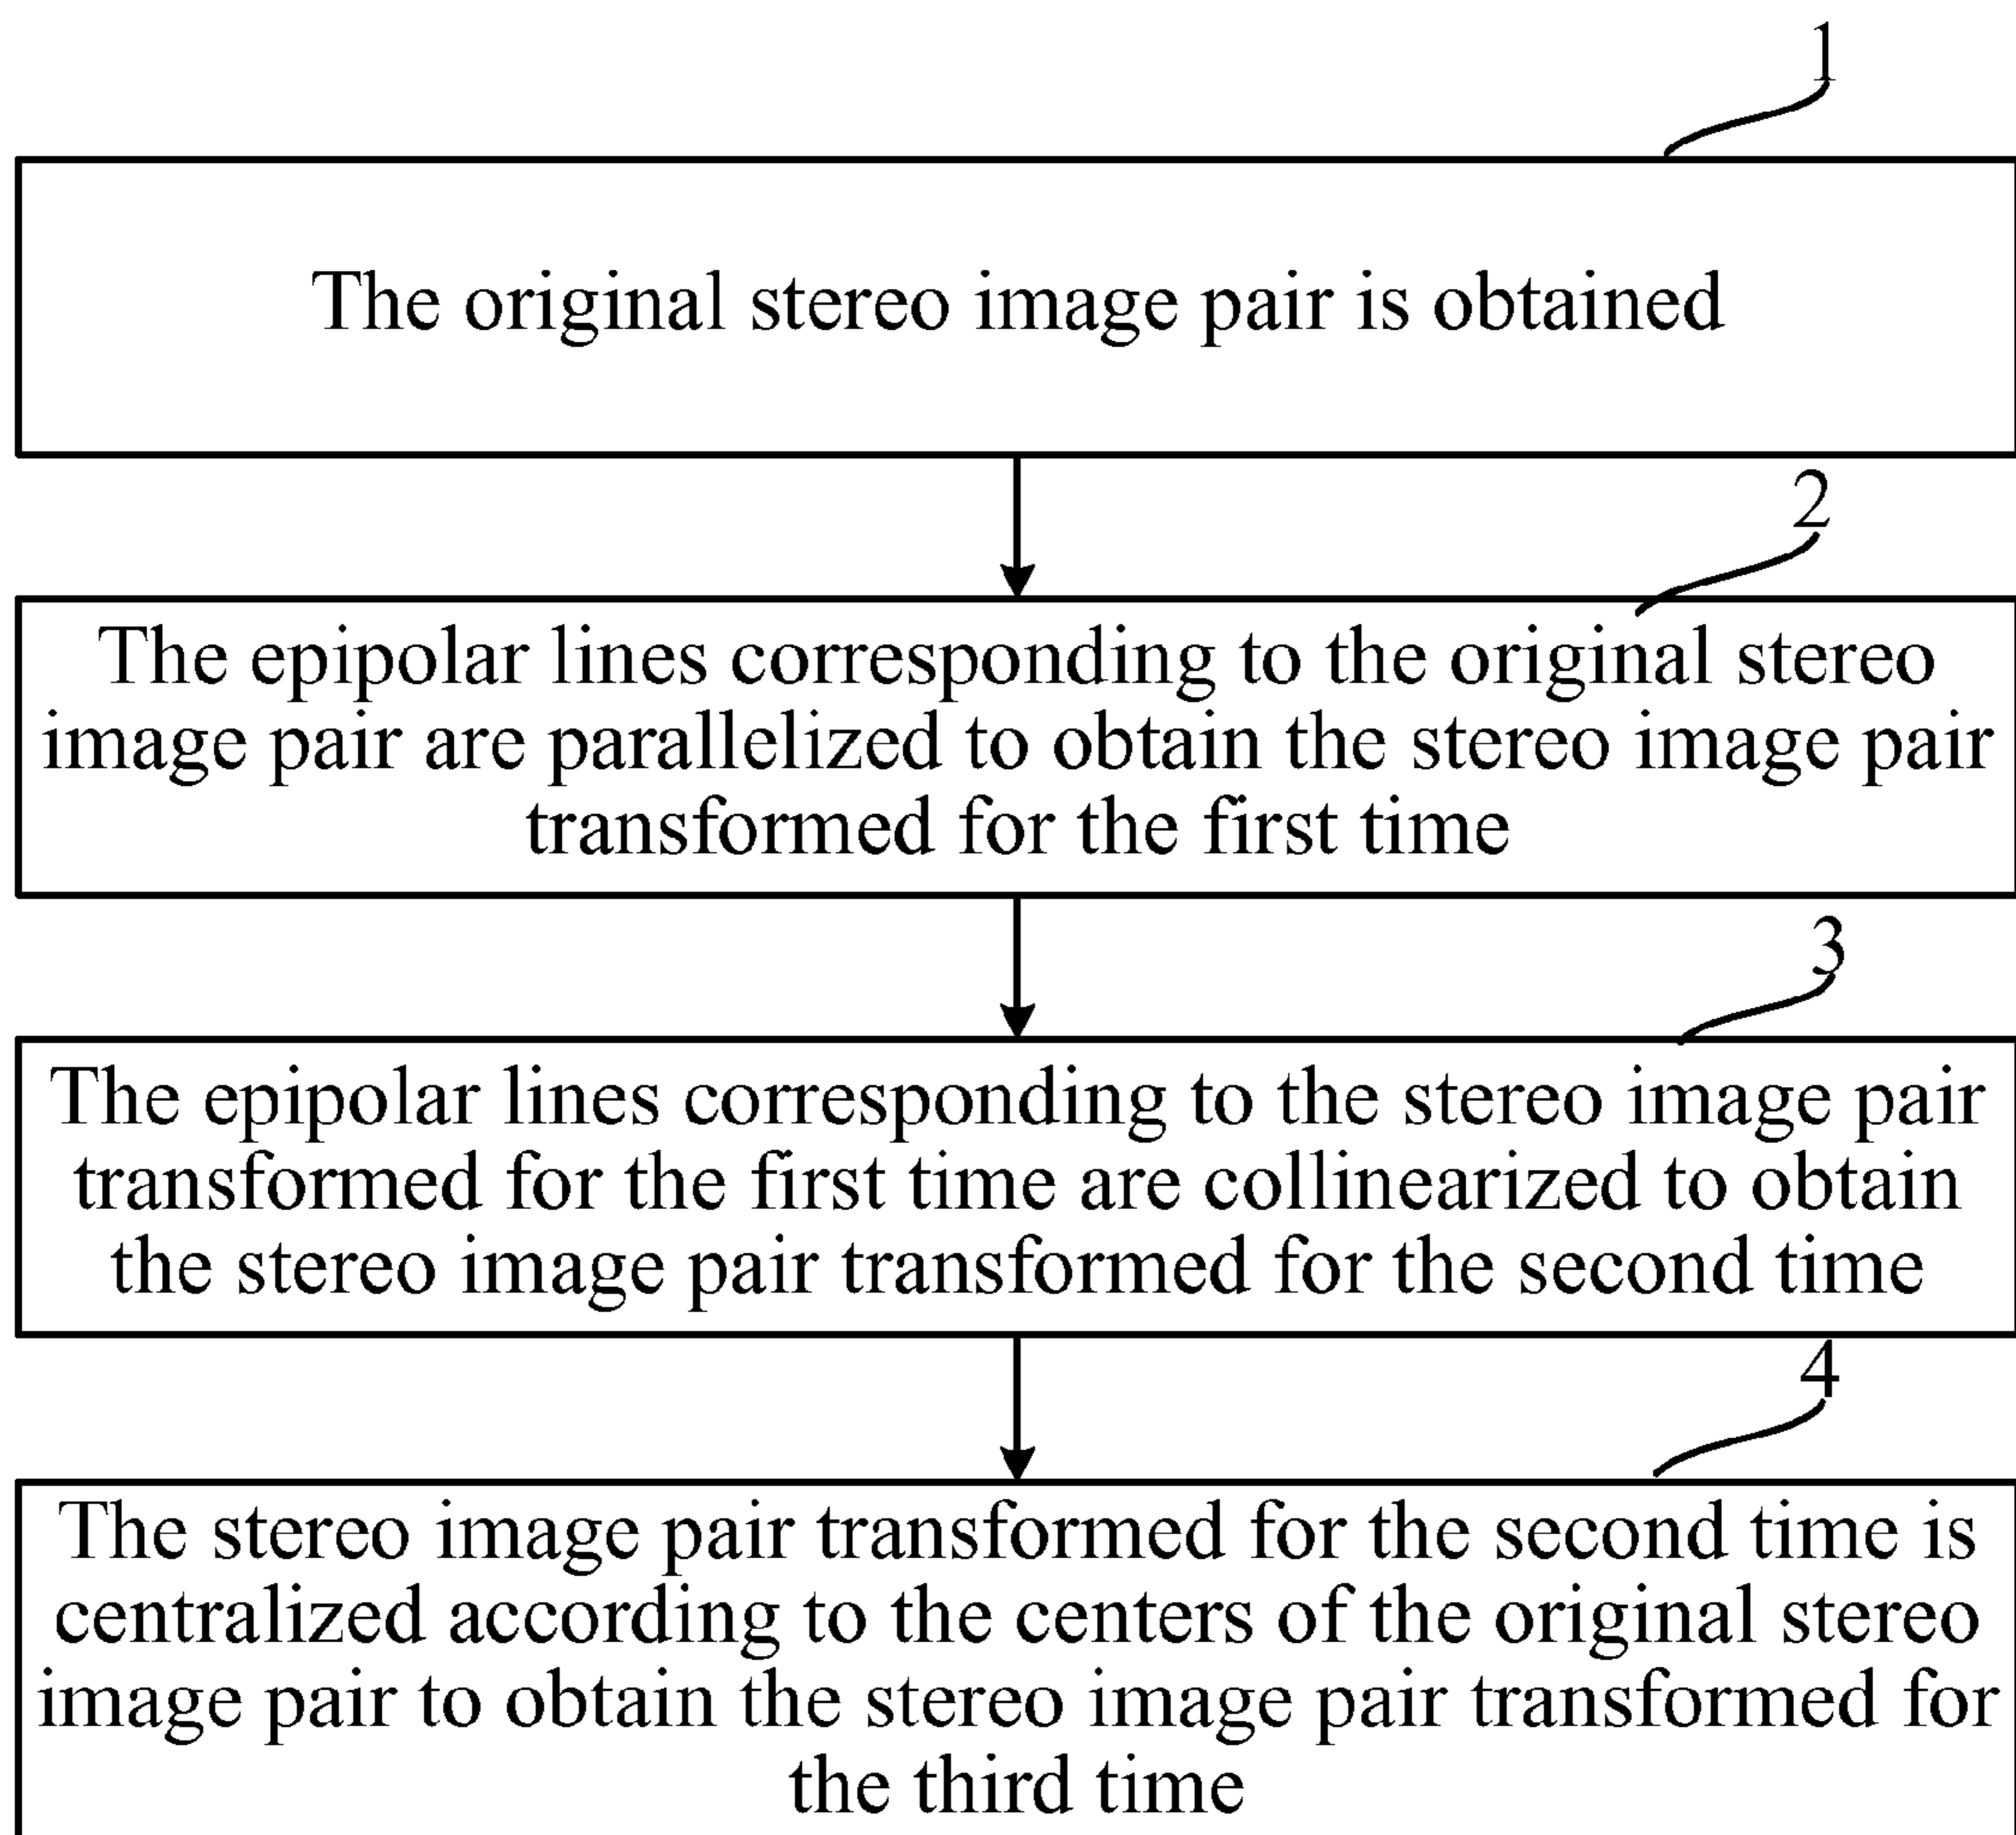 1
The original stereo image pair is obtained
2
The epipolar lines corresponding to the original stereo
image pair are parallelized to obtain the stereo image pair
transformed for the first time
3
The epipolar lines corresponding to the stereo image pair
transformed for the first time are collinearized to obtain
the stereo image pair transformed for the second time
4
The stereo image pair transformed for the second time is
centralized according to the centers of the original stereo
image pair to obtain the stereo image pair transformed for
the third time